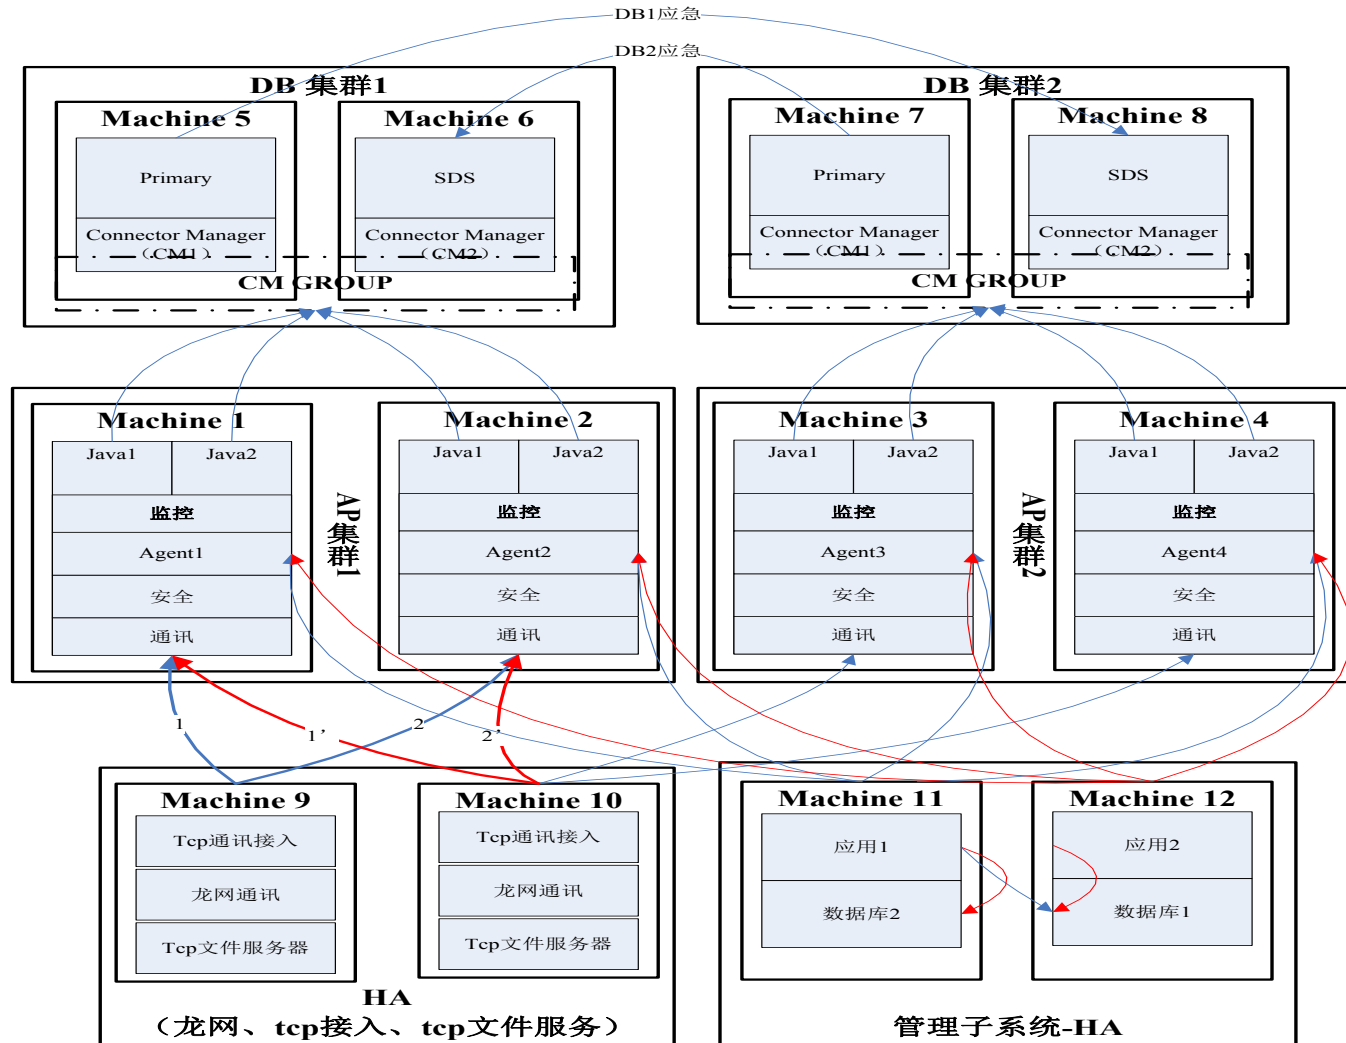 DB1应急
DB2应急
DB 集群1
DB 集群2
Machine 5
Machine 6
Machine 7
Machine 8
Primary
SDS
Primary
SDS
Connector Manager
（CM1）
Connector Manager
（CM2）
Connector Manager
（CM1）
Connector Manager
（CM2）
CM GROUP
CM GROUP
Machine 1
Machine 2
Machine 3
Machine 4
Java1
Java2
Java1
Java2
Java1
Java2
Java1
Java2
监控
监控
监控
监控
AP集群1
AP集群2
Agent1
Agent2
Agent3
Agent4
安全
安全
安全
安全
通讯
通讯
通讯
通讯
1
1’
2
2’
Machine 9
Machine 10
Machine 11
Machine 12
Tcp通讯接入
龙网通讯
Tcp文件服务器
Tcp通讯接入
龙网通讯
Tcp文件服务器
应用1
数据库2
应用2
数据库1
HA
（龙网、tcp接入、tcp文件服务）
管理子系统-HA